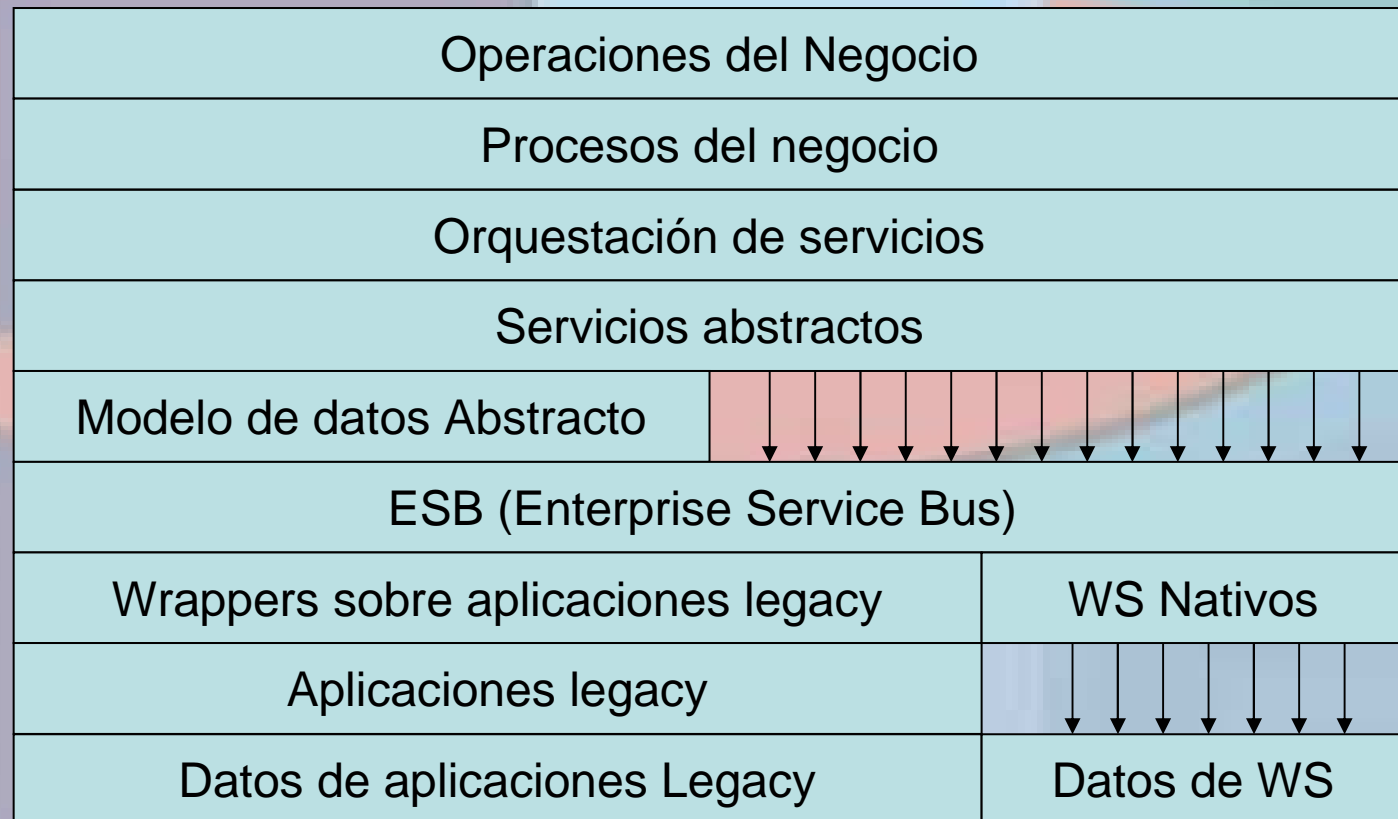 Operaciones del Negocio
Procesos del negocio
Orquestación de servicios
Servicios abstractos
Modelo de datos Abstracto
ESB (Enterprise Service Bus)
Wrappers sobre aplicaciones legacy
WS Nativos
Aplicaciones legacy
Datos de aplicaciones Legacy
Datos de WS